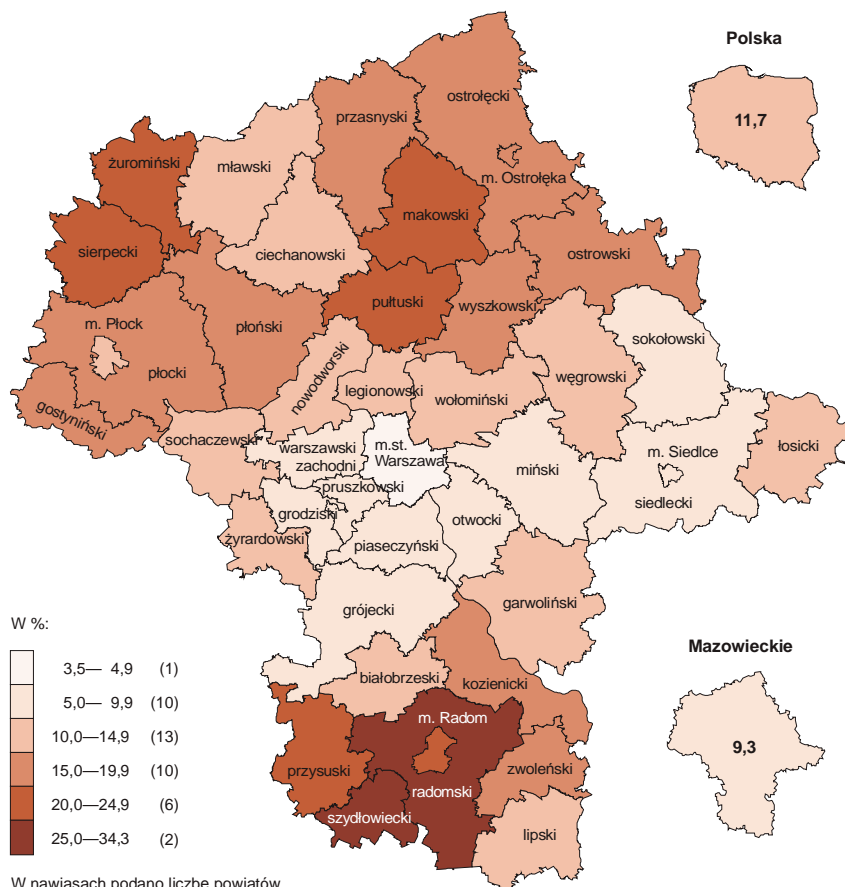 Polska
11,7
ostrołęcki
przasnyski
m. Ostrołęka
żuromiński
mławski
makowski
sierpecki
ciechanowski
ostrowski
pułtuski
wyszkowski
m. Płock
płoński
sokołowski
płocki
nowodworski
legionowski
wołomiński
węgrowski
gostyniński
sochaczewski
warszawski
zachodni
m.st.
Warszawa
m. Siedlce
łosicki
miński
pruszkowski
siedlecki
grodziski
otwocki
żyrardowski
piaseczyński
garwoliński
grójecki
W %:
3,5— 4,9 (1)
5,0— 9,9 (10)
10,0—14,9 (13)
15,0—19,9 (10)
20,0—24,9 (6)
25,0—34,3 (2)
Mazowieckie
9,3
białobrzeski
kozienicki
m. Radom
przysuski
zwoleński
radomski
szydłowiecki
lipski
W nawiasach podano liczbę powiatów